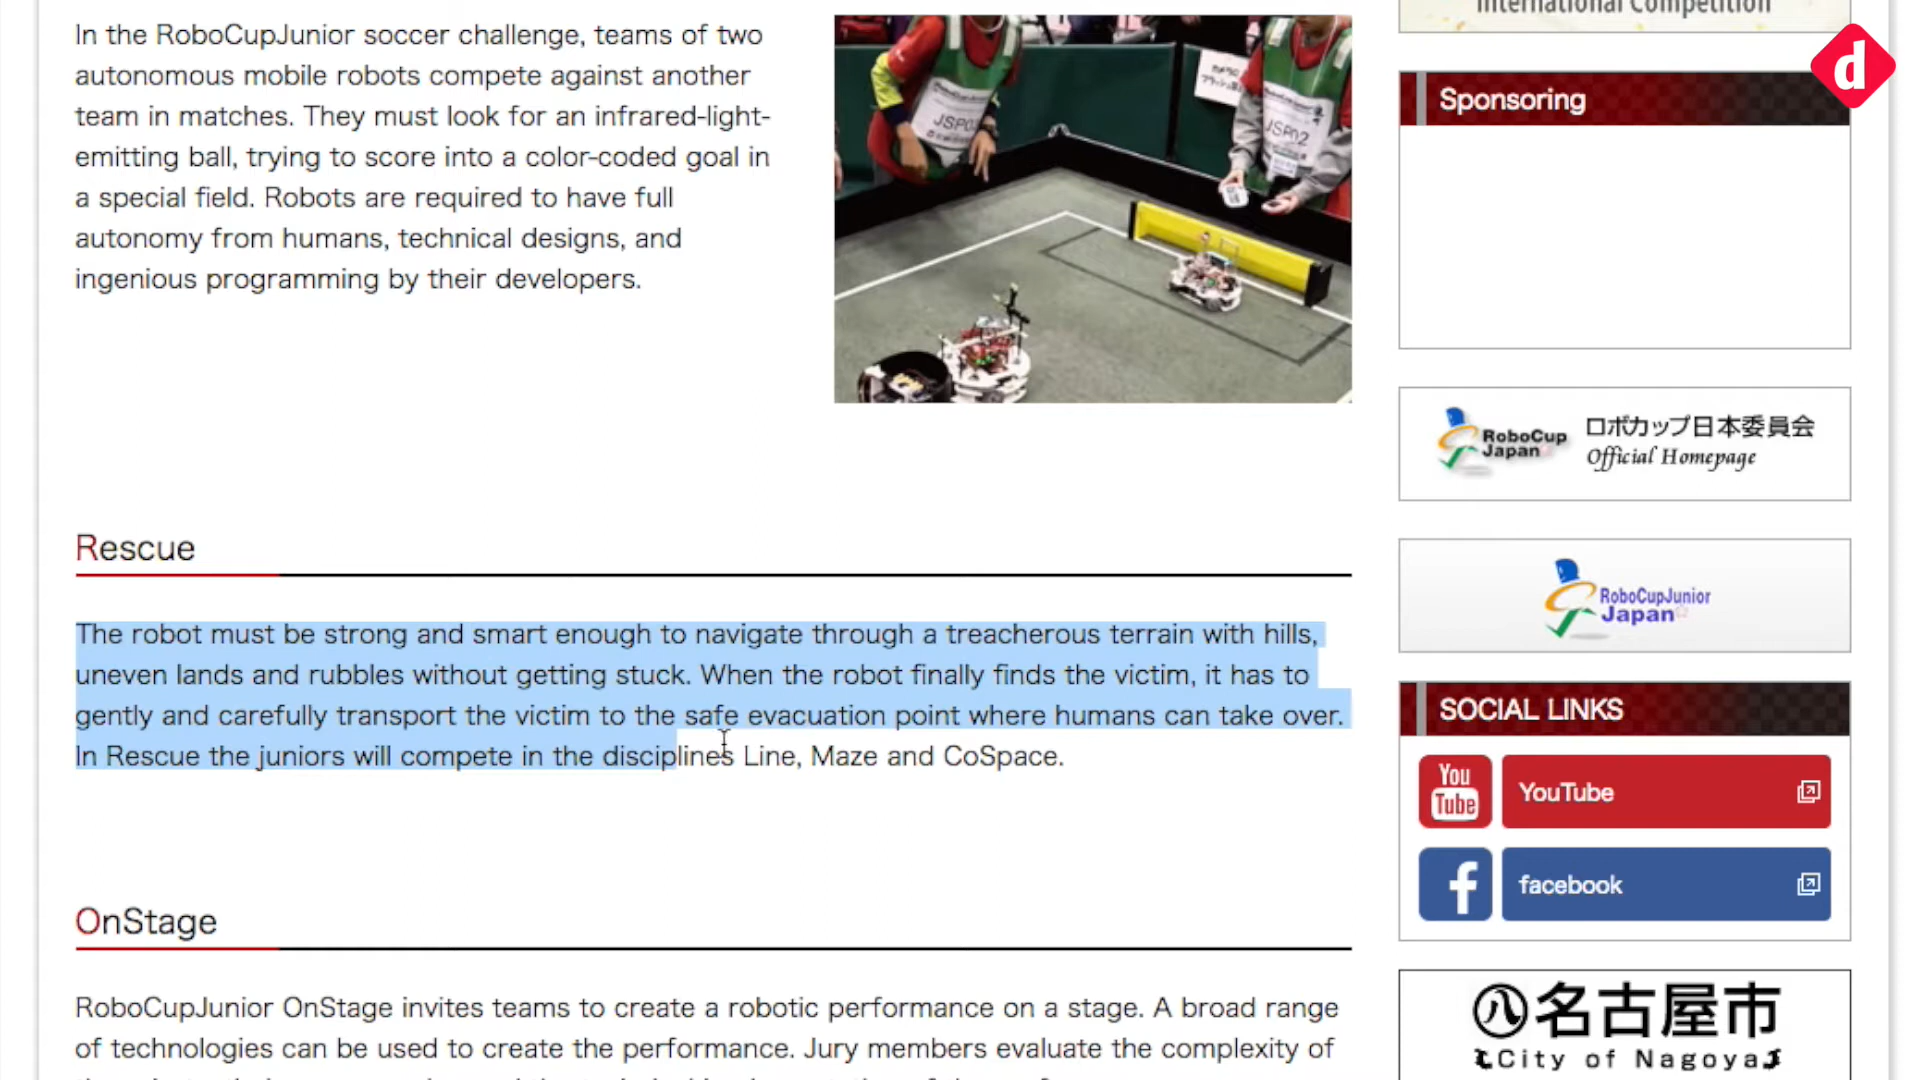 In the RoboCupJunior soccer challenge, teams of two
autonomous mobile robots compete against another
team in matches. They must look for an infrared-light-
emitting ball, trying to score into a color-coded goal in
a special field. Robots are required to have full
autonomy from humans, technical designs, and
ingenious programming by their developers.
JSP02
JSP02
Rescue
The robot must be strong and smart enough to navigate through a treacherous terrain with hills,
uneven lands and rubbles without getting stuck. When the robot finally finds the victim, it has to
gently and carefully transport the victim to the safe evacuation point where humans can take over.
In Rescue the juniors will compete in the disciplines Line, Maze and CoSpace.
OnStage
RoboCupJunior OnStage invites teams to create a robotic performance on a stage. A broad range
of technologies can be used to create the performance. Jury members evaluate the complexity of
International Competition
d
Sponsoring
RoboCup
Japan
ロボカップ日本委員会
Official Homepage
RoboCupJunior
Japan
SOCIAL LINKS
You
Tube
YouTube
f
facebook
八名古屋市
City of Nagoya